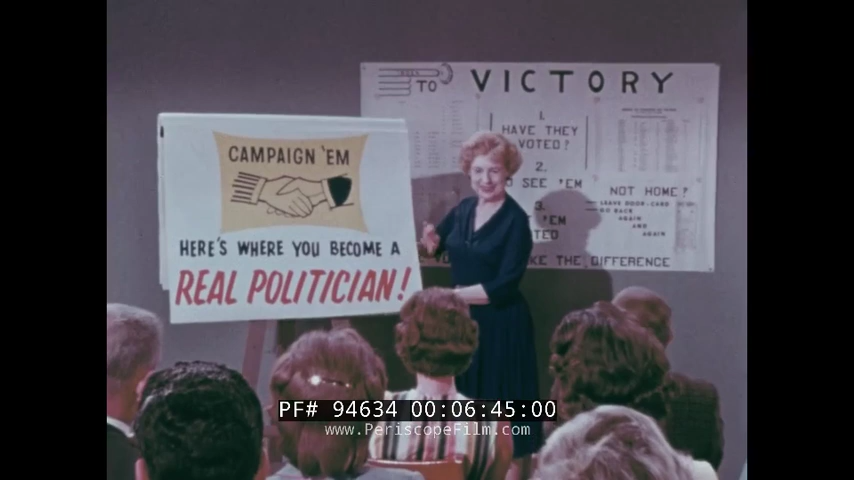 CAMPAIGN 'EM
HERE'S WHERE YOU BECOME A
REAL POLITICIAN!
TO VICTORY
1.
HAVE THEY
VOTED?
2.
SEE 'EM
3.
'EM
NOT HOME?
LEAVE DOOR-CARD
GO BACK
AGAIN
AND
AGAIN
THE DIFFERENCE
PF# 94634 00:06:45:00
www.PeriscopeFilm.com